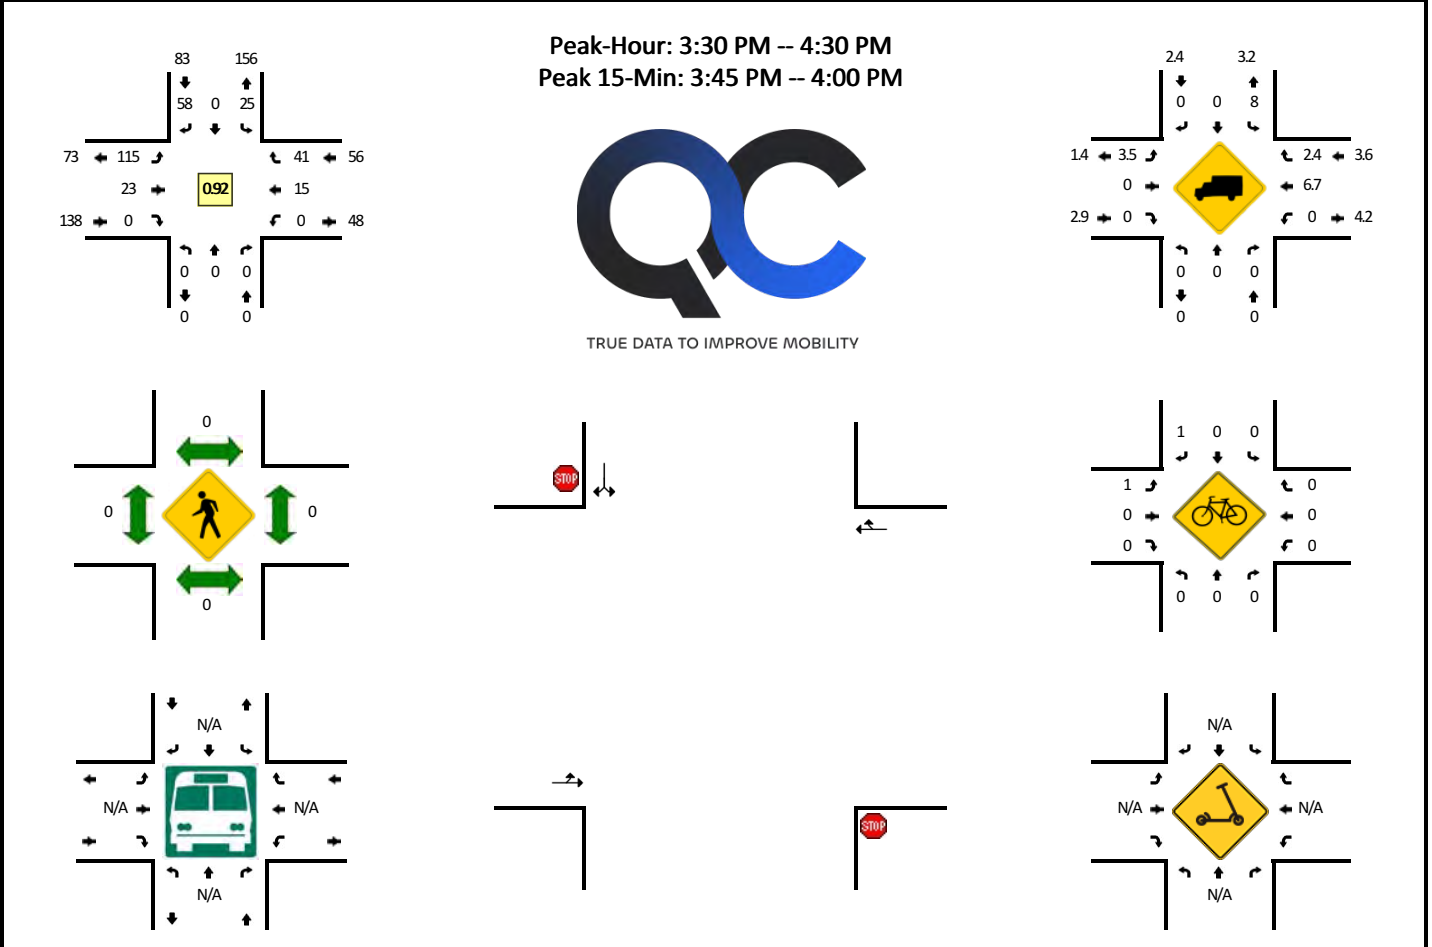 Peak-Hour: 3:30 PM -- 4:30 PM
Peak 15-Min: 3:45 PM -- 4:00 PM
83 156
58 0 25
73 115 41 56
23 0.92 15
138 0 0 48
0 0 0
0 0
QC
TRUE DATA TO IMPROVE MOBILITY
2.4 3.2
0 0 8
1.4 3.5 2.4 3.6
0 6.7
2.9 0 0 4.2
0 0 0
0 0
0
0 0
0
STOP
STOP
1 0 0
1 0
0 0
0 0
0 0 0
N/A
N/A N/A
N/A
N/A
N/A N/A
N/A